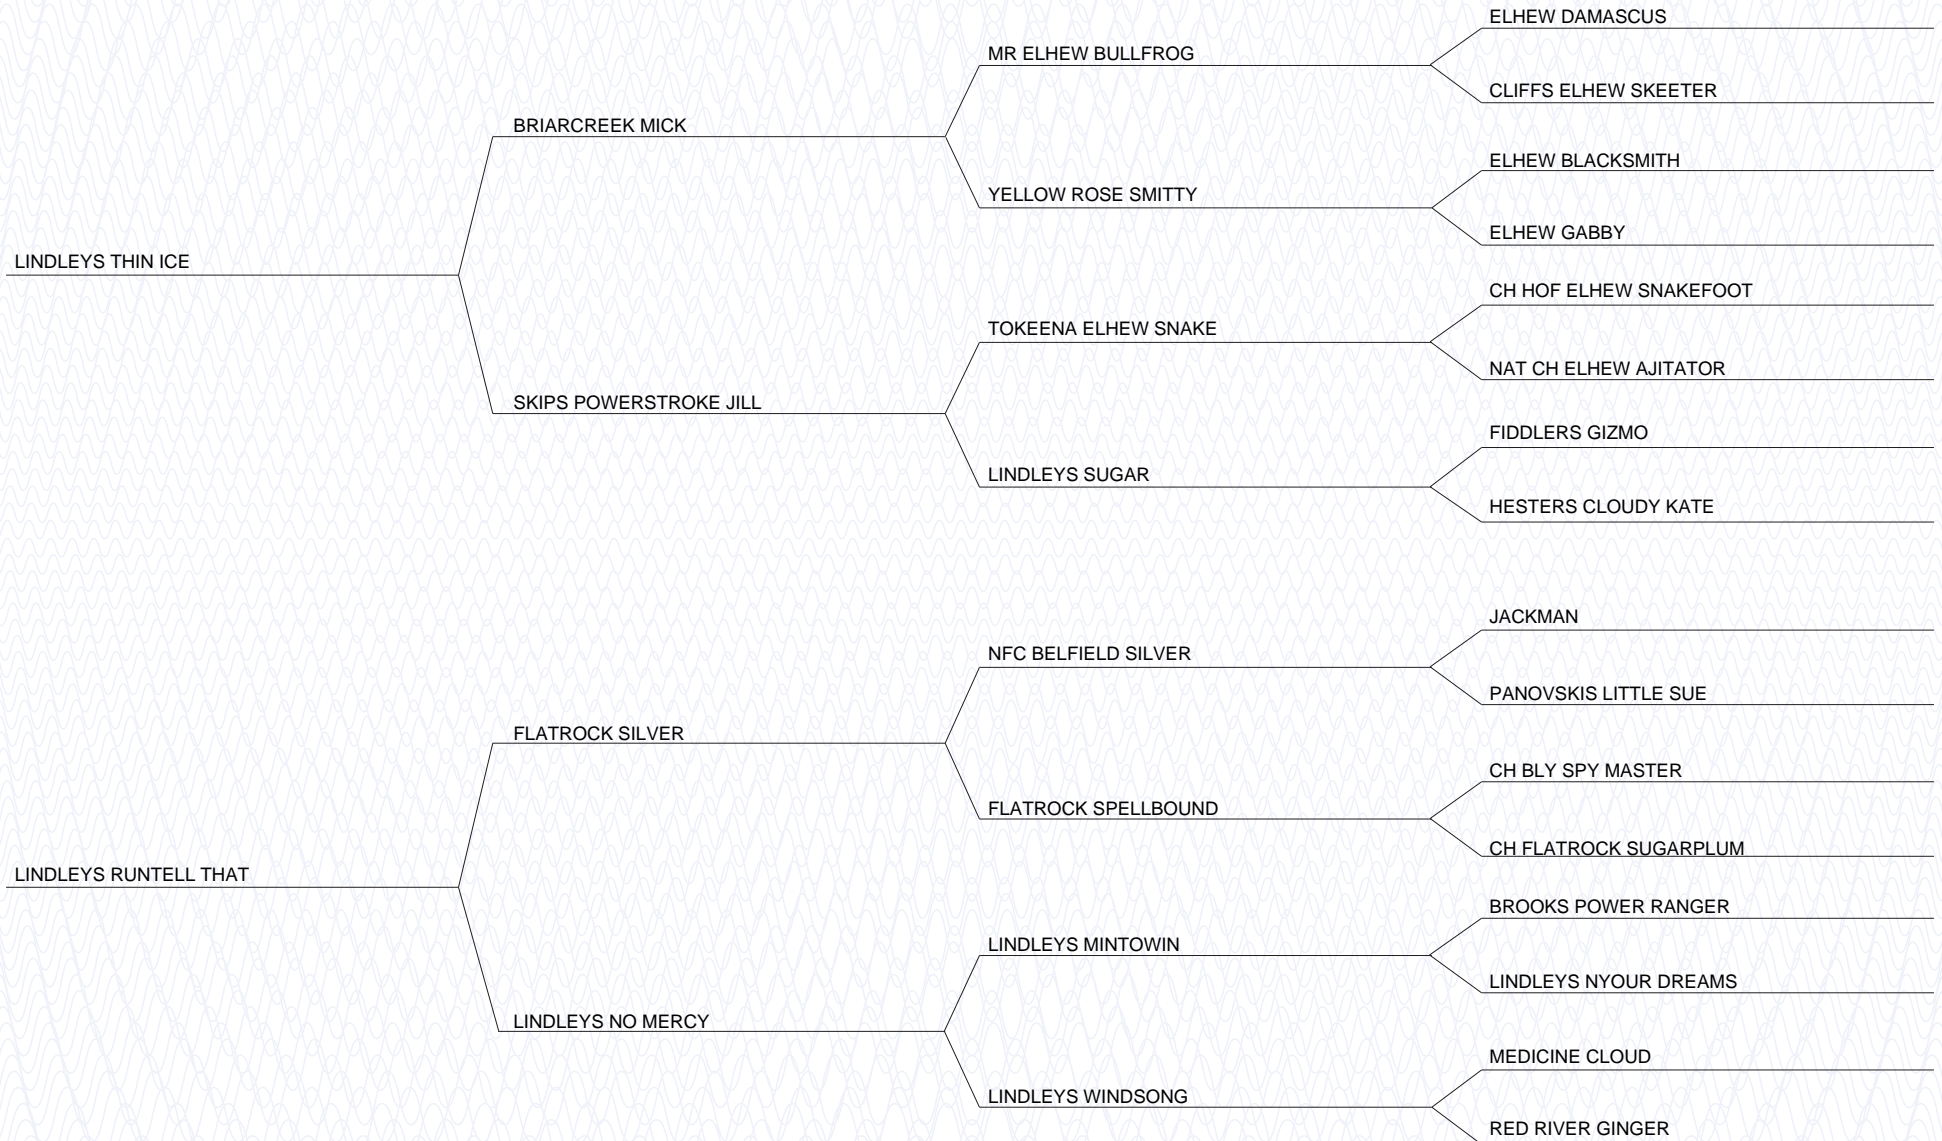 ELHEW DAMASCUS
MR ELHEW BULLFROG
CLIFFS ELHEW SKEETER
BRIARCREEK MICK
ELHEW BLACKSMITH
YELLOW ROSE SMITTY
ELHEW GABBY
LINDLEYS THIN ICE
CH HOF ELHEW SNAKEFOOT
TOKEENA ELHEW SNAKE
NAT CH ELHEW AJITATOR
SKIPS POWERSTROKE JILL
FIDDLERS GIZMO
LINDLEYS SUGAR
HESTERS CLOUDY KATE
JACKMAN
NFC BELFIELD SILVER
PANOVSKIS LITTLE SUE
FLATROCK SILVER
CH BLY SPY MASTER
FLATROCK SPELLBOUND
CH FLATROCK SUGARPLUM
LINDLEYS RUNTELL THAT
BROOKS POWER RANGER
LINDLEYS MINTOWIN
LINDLEYS NYOUR DREAMS
LINDLEYS NO MERCY
MEDICINE CLOUD
LINDLEYS WINDSONG
RED RIVER GINGER